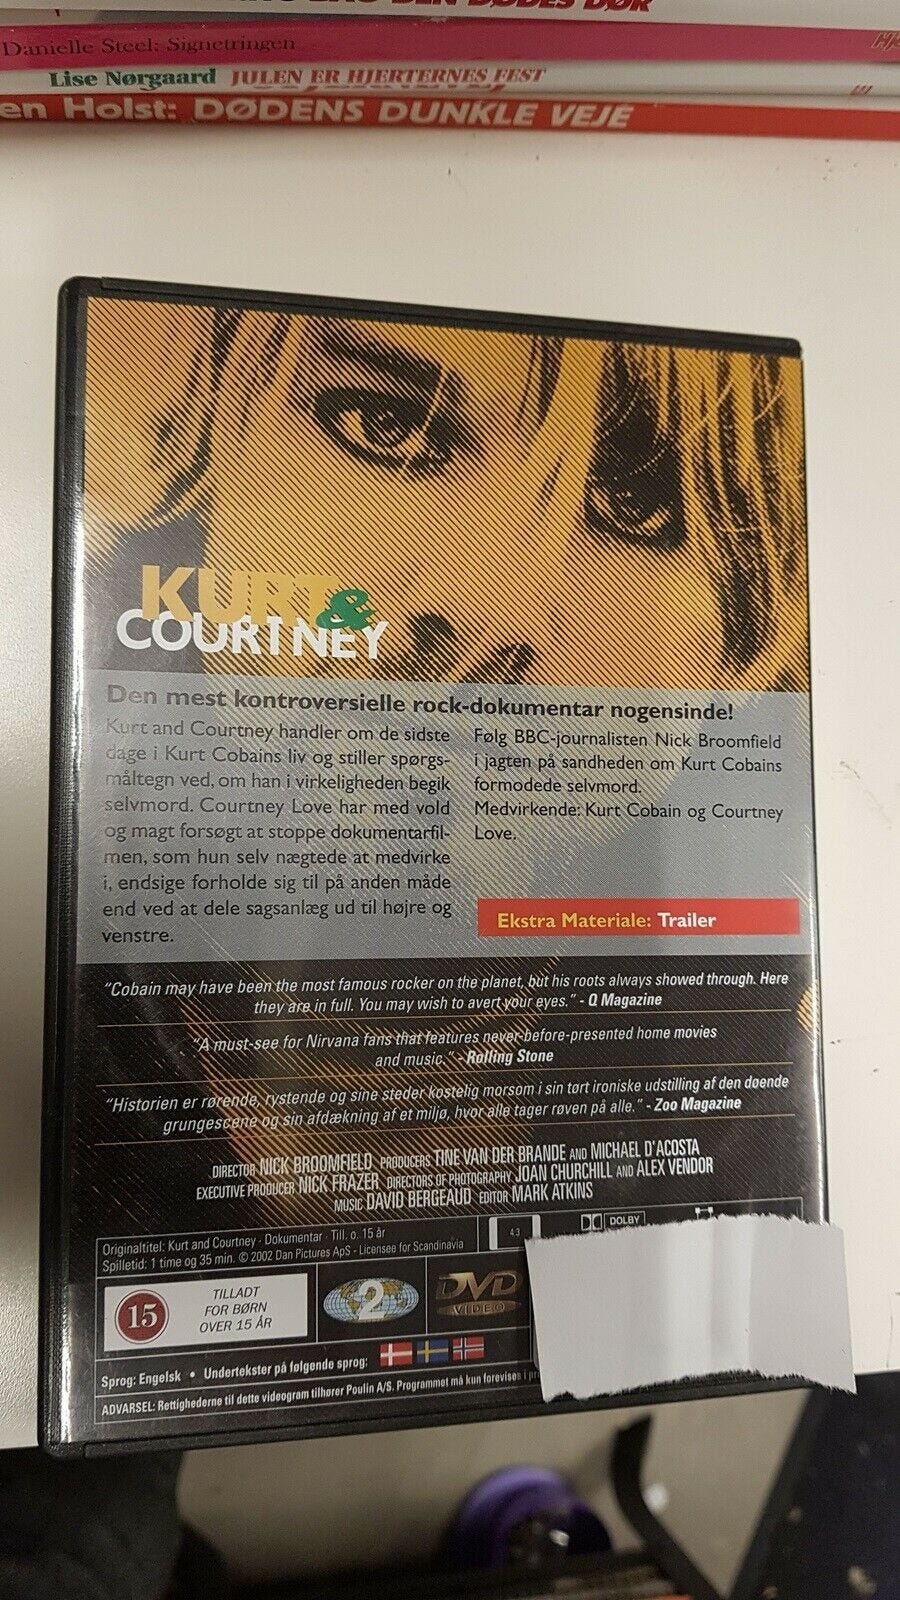 DEN DØDES DØR
Danielle Steel: Signetringen
Lise Nørgaard JULEN ER HJERTERNES FEST
en Holst: DØDENS DUNKLE VEJE
KURT &
COURTNEY
Den mest kontroversielle rock-dokumentar nogensinde!
Kurt and Courtney handler om de sidste
dage i Kurt Cobains liv og stiller spørgs-
måltegn ved, om han i virkeligheden begik
selvmord. Courtney Love har med vold
og magt forsøgt at stoppe dokumentarfil-
men, som hun selv nægtede at medvirke
i, endsige forholde sig til på anden måde
end ved at dele sagsanlæg ud til højre og
venstre.
Følg BBC-journalisten Nick Broomfield
i jagten på sandheden om Kurt Cobains
formodede selvmord.
Medvirkende: Kurt Cobain og Courtney
Love.
Ekstra Materiale: Trailer
"Cobain may have been the most famous rocker on the planet, but his roots always showed through. Here
they are in full. You may wish to avert your eyes." - Q Magazine
"A must-see for Nirvana fans that features never-before-presented home movies
and music." - Rolling Stone
"Historien er rørende, rystende og sine steder kostelig morsom i sin tørt ironiske udstilling af den døende
grungescene og sin afdækning af et miljø, hvor alle tager røven på alle." - Zoo Magazine
DIRECTOR NICK BROOMFIELD PRODUCERS TINE VAN DER BRANDE AND MICHAEL D'ACOSTA
EXECUTIVE PRODUCER NICK FRAZER DIRECTORS OF PHOTOGRAPHY JOAN CHURCHILL AND ALEX VENDOR
MUSIC DAVID BERGEAUD EDITOR MARK ATKINS
Originaltitel: Kurt and Courtney · Dokumentar · Till. o. 15 år
Spilletid: 1 time og 35 min. © 2002 Dan Pictures ApS - Licensee for Scandinavia
4:3
DOLBY
15
TILLADT
FOR BØRN
OVER 15 ÅR
2
DVD
VIDEO
Sprog: Engelsk • Undertekster på følgende sprog:
ADVARSEL: Rettighederne til dette videogram tilhører Poulin A/S. Programmet må kun forevises i